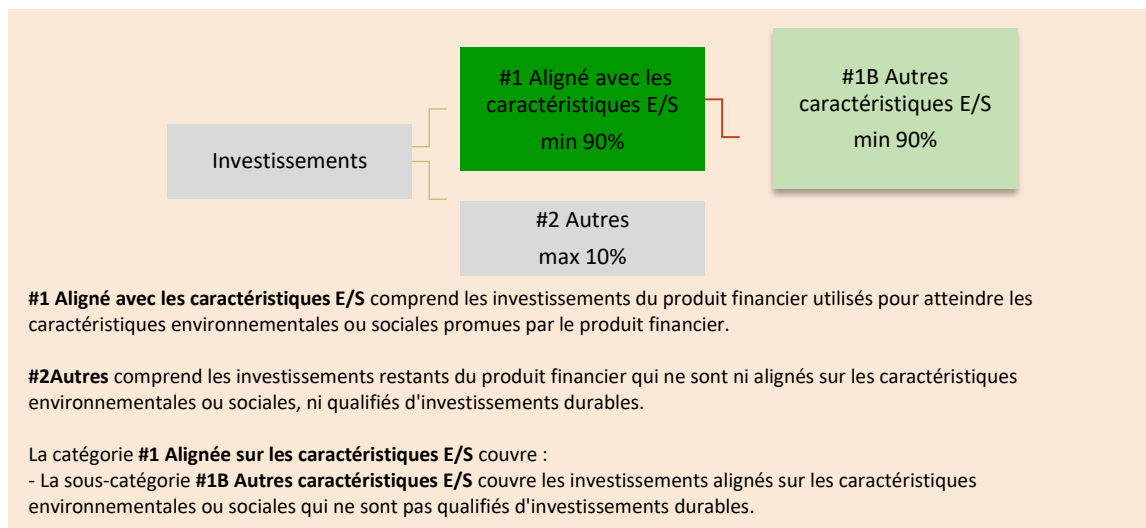 #1 Aligné avec les
caractéristiques E/S
min 90%
#1B Autres
caractéristiques E/S
min 90%
Investissements
#2 Autres
max 10%
#1 Aligné avec les caractéristiques E/S comprend les investissements du produit financier utilisés pour atteindre les
caractéristiques environnementales ou sociales promues par le produit financier.
#2Autres comprend les investissements restants du produit financier qui ne sont ni alignés sur les caractéristiques
environnementales ou sociales, ni qualifiés d'investissements durables.
La catégorie #1 Alignée sur les caractéristiques E/S couvre :
- La sous-catégorie #1B Autres caractéristiques E/S couvre les investissements alignés sur les caractéristiques
environnementales ou sociales qui ne sont pas qualifiés d'investissements durables.